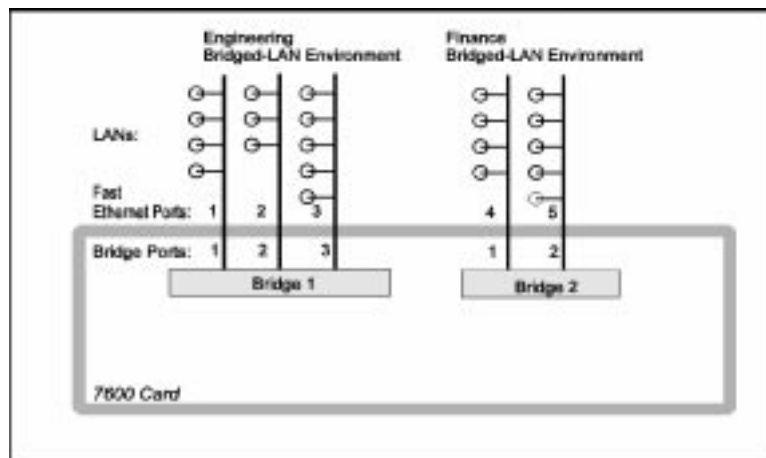 Engineering
Bridged-LAN Environment
Finance
Bridged-LAN Environment
LANs:
Fast
Ethernet Ports: 1 2 3 4 5
Bridge Ports: 1 2 3 1 2
Bridge 1
Bridge 2
7600 Card